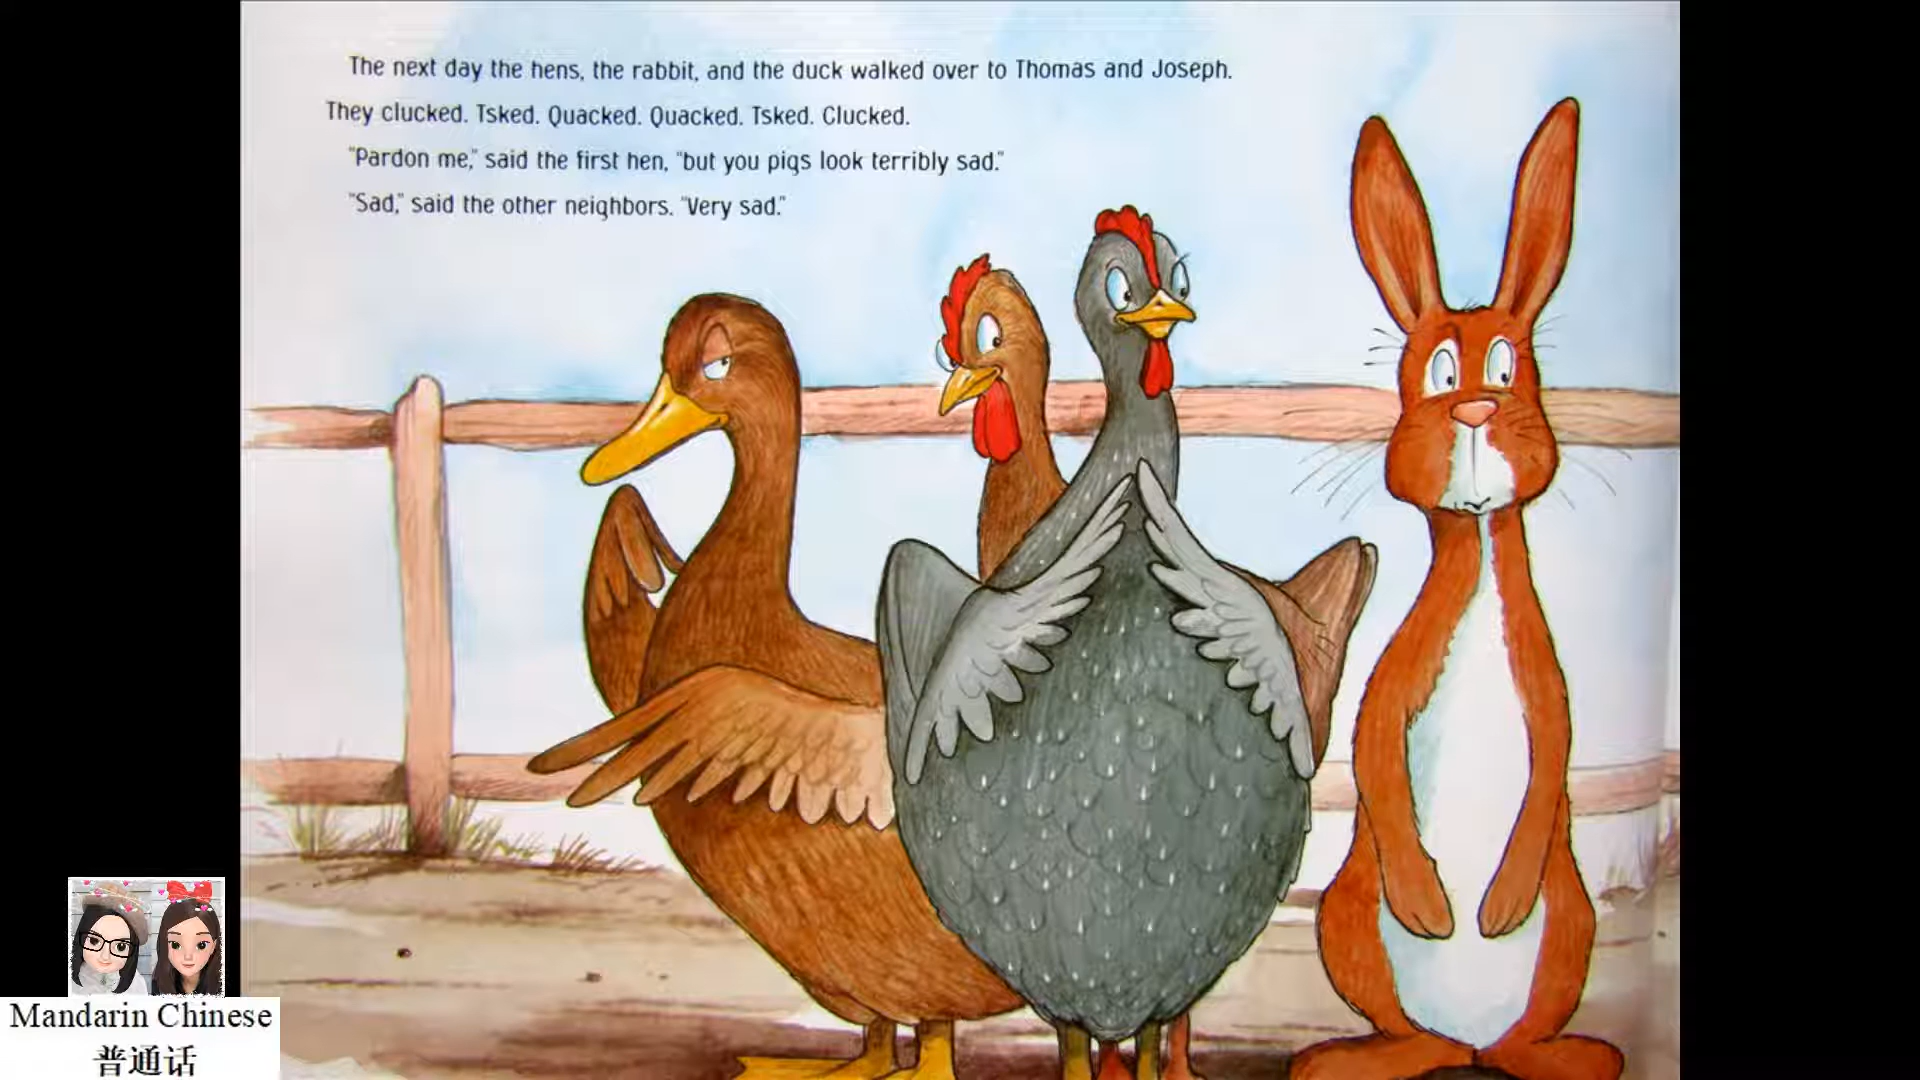 The next day the hens, the rabbit, and the duck walked over to Thomas and Joseph.
They clucked. Tsked. Quacked. Quacked. Tsked. Clucked.
"Pardon me," said the first hen, "but you pigs look terribly sad."
"Sad," said the other neighbors. "Very sad."
Mandarin Chinese
普通话